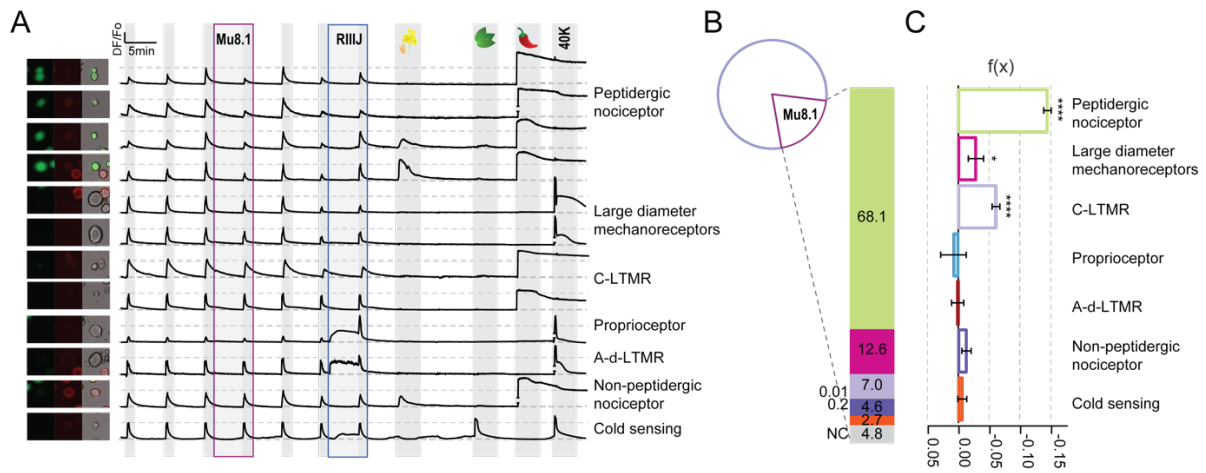 A
DF/Fo
5min
Mu8.1
RIIIJ
40K
Peptidergic
nociceptor
Large diameter
mechanoreceptors
C-LTMR
Proprioceptor
A-d-LTMR
Non-peptidergic
nociceptor
Cold sensing
B
Mu8.1
68.1
12.6
7.0
0.01
0.2
4.6
2.7
NC
4.8
C
f(x)
Peptidergic
nociceptor
****
Large diameter
mechanoreceptors
*
C-LTMR
****
Proprioceptor
A-d-LTMR
Non-peptidergic
nociceptor
Cold sensing
0.05
0.00
-0.05
-0.10
-0.15